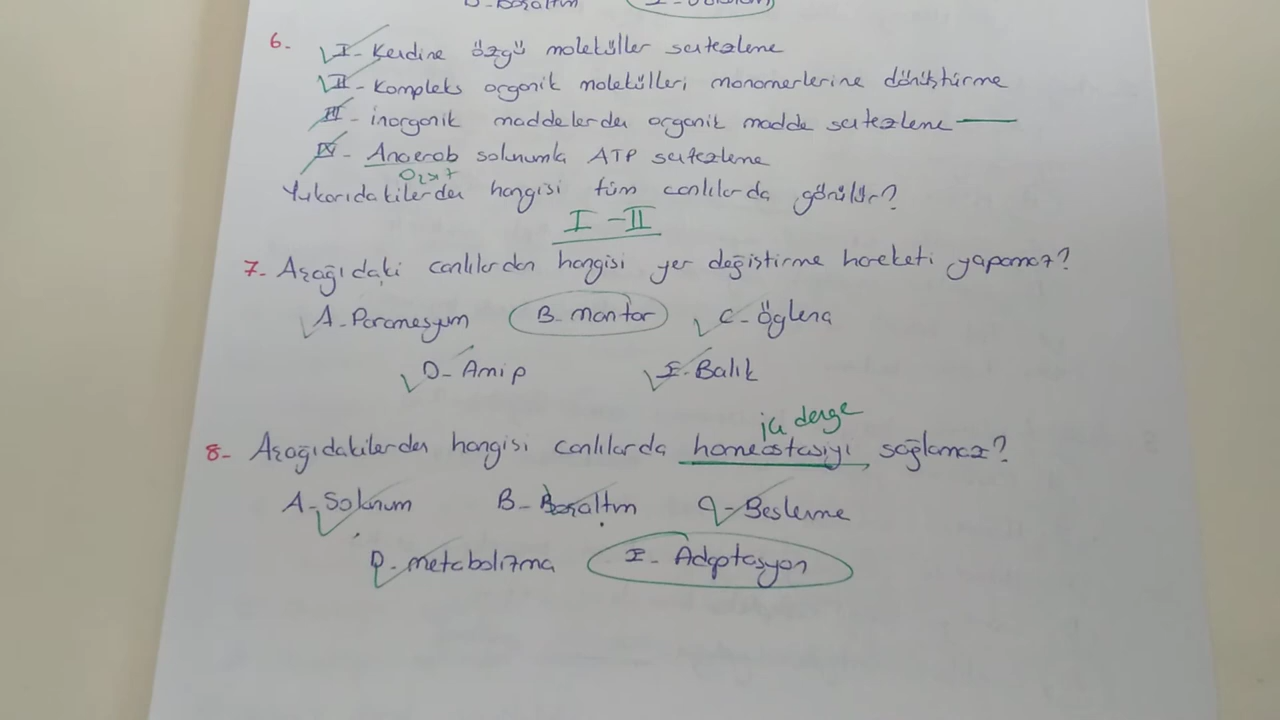 6- I- Kendine özgü moleküller sentezleme
II- Kompleks organik molekülleri monomerlerine dönüştürme
III- inorganik maddelerden organik madde sentezleme
IV- Anaerob solunumla ATP sentezleme
Yukarıdakilerden hangisi tüm canlılarda görülür?
I - II
7- Aşağıdaki canlılardan hangisi yer değiştirme hareketi yapamaz?
A- Paramesyum B- mantar C- Öglena
D- Amip E- Balık
iç denge
8- Aşağıdakilerden hangisi canlılarda homeostasiyi sağlamaz?
A- Solunum B- Boşaltım C- Beslenme
D- metabolizma E- Adaptasyon